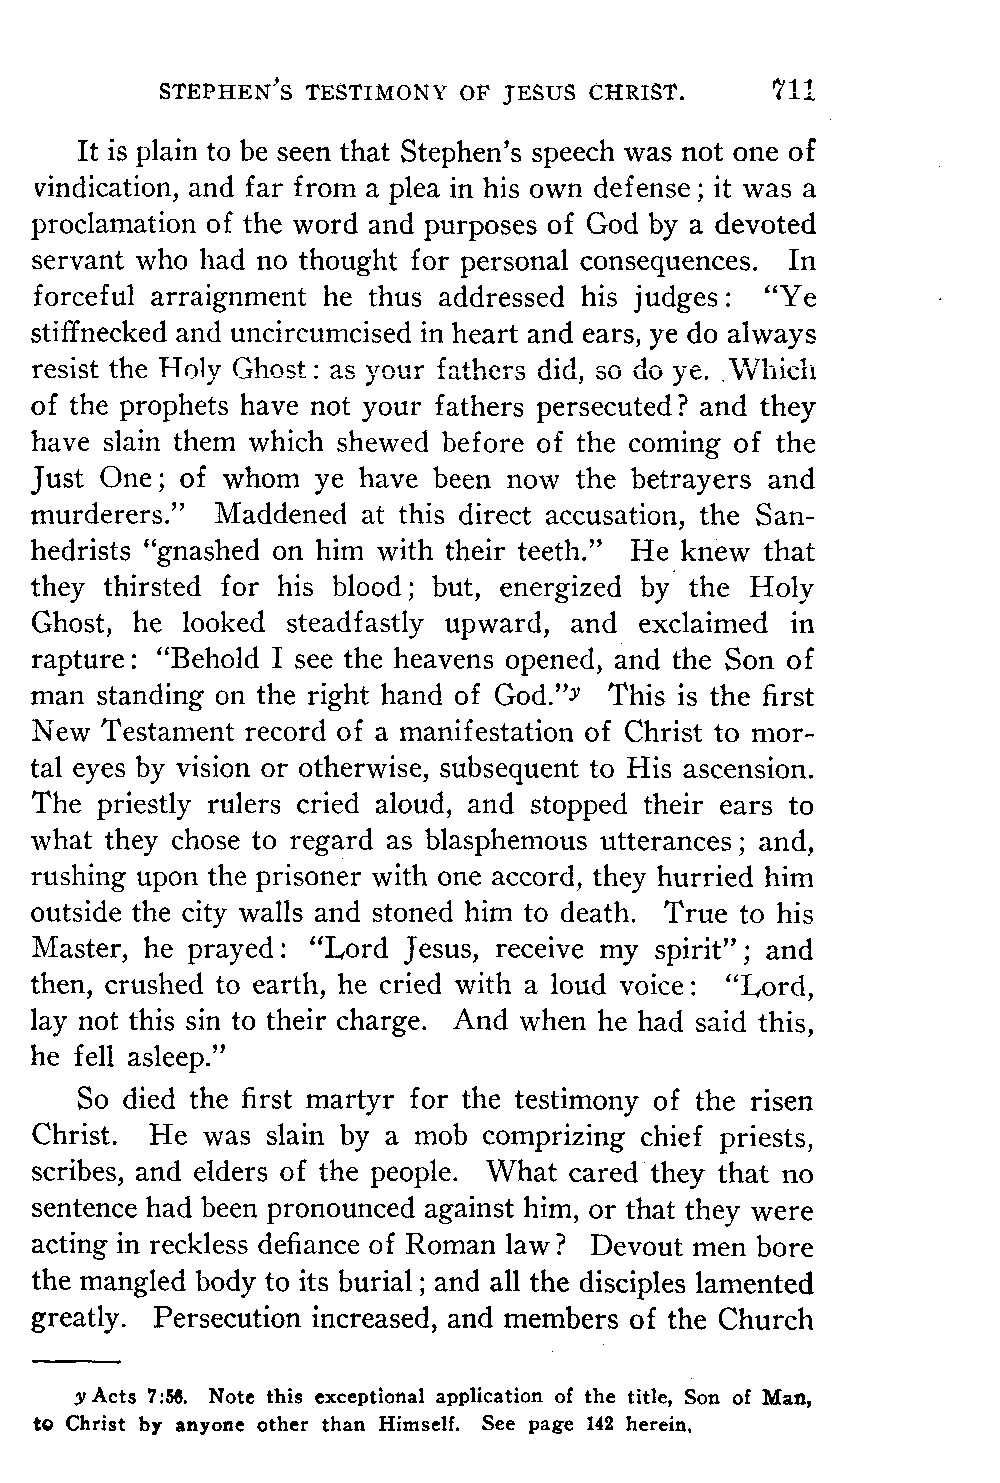 STEPHEN'S TESTIMONY OF JESUS CHRIST. 711
It is plain to be seen that Stephen's speech was not one of
vindication, and far from a plea in his own defense; it was a
proclamation of the word and purposes of God by a devoted
servant who had no thought for personal consequences. In
forceful arraignment he thus addressed his judges: "Ye
stiffnecked and uncircumcised in heart and ears, ye do always
resist the Holy Ghost: as your fathers did, so do ye. Which
of the prophets have not your fathers persecuted? and they
have slain them which shewed before of the coming of the
Just One; of whom ye have been now the betrayers and
murderers." Maddened at this direct accusation, the San-
hedrists "gnashed on him with their teeth." He knew that
they thirsted for his blood; but, energized by the Holy
Ghost, he looked steadfastly upward, and exclaimed in
rapture: "Behold I see the heavens opened, and the Son of
man standing on the right hand of God."y This is the first
New Testament record of a manifestation of Christ to mor-
tal eyes by vision or otherwise, subsequent to His ascension.
The priestly rulers cried aloud, and stopped their ears to
what they chose to regard as blasphemous utterances; and,
rushing upon the prisoner with one accord, they hurried him
outside the city walls and stoned him to death. True to his
Master, he prayed: "Lord Jesus, receive my spirit"; and
then, crushed to earth, he cried with a loud voice: "Lord,
lay not this sin to their charge. And when he had said this,
he fell asleep."
So died the first martyr for the testimony of the risen
Christ. He was slain by a mob comprizing chief priests,
scribes, and elders of the people. What cared they that no
sentence had been pronounced against him, or that they were
acting in reckless defiance of Roman law? Devout men bore
the mangled body to its burial; and all the disciples lamented
greatly. Persecution increased, and members of the Church
y Acts 7:56. Note this exceptional application of the title, Son of Man,
to Christ by anyone other than Himself. See page 142 herein.